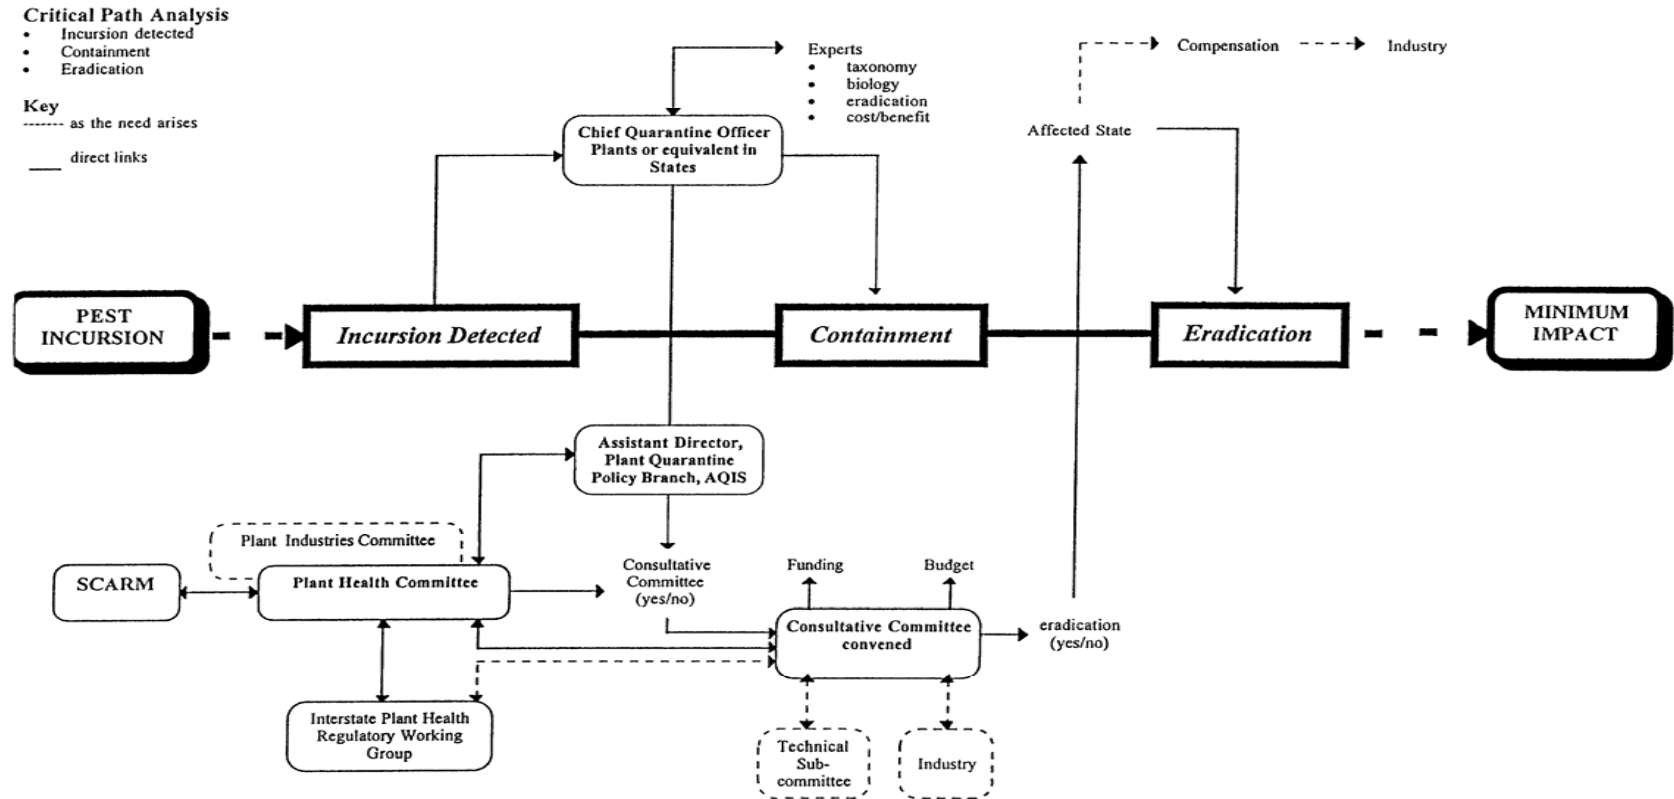 Critical Path Analysis
• Incursion detected
• Containment
• Eradication
Key
------- as the need arises
___ direct links
Experts
• taxonomy
• biology
• eradication
• cost/benefit
Compensation
Industry
Chief Quarantine Officer
Plants or equivalent in
States
Affected State
PEST
INCURSION
Incursion Detected
Containment
Eradication
MINIMUM
IMPACT
Assistant Director,
Plant Quarantine
Policy Branch, AQIS
Plant Industries Committee
SCARM
Plant Health Committee
Consultative
Committee
(yes/no)
Funding
Budget
Consultative Committee
convened
eradication
(yes/no)
Interstate Plant Health
Regulatory Working
Group
Technical
Sub-
committee
Industry